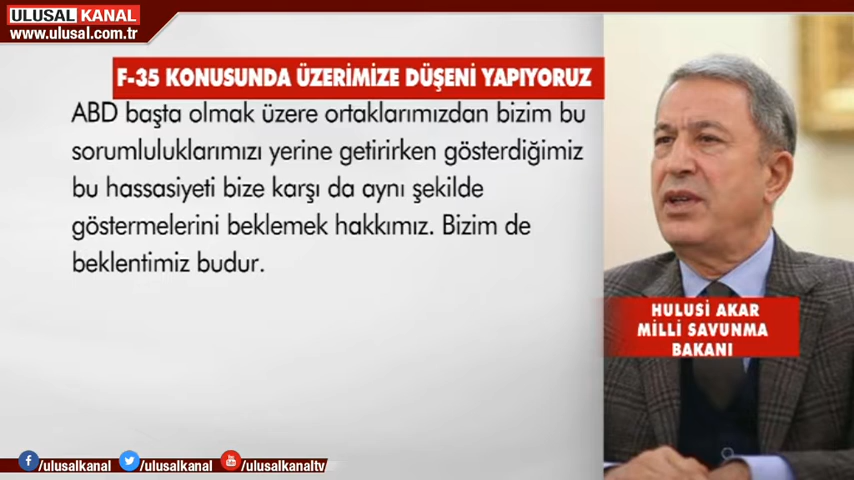 ULUSAL KANAL
www.ulusal.com.tr
F-35 KONUSUNDA ÜZERİMİZE DÜŞENİ YAPIYORUZ
ABD başta olmak üzere ortaklarımızdan bizim bu
sorumluluklarımızı yerine getirirken gösterdiğimiz
bu hassasiyeti bize karşı da aynı şekilde
göstermelerini beklemek hakkımız. Bizim de
beklentimiz budur.
HULUSİ AKAR
MİLLİ SAVUNMA
BAKANI
/ulusalkanal /ulusalkanal /ulusalkanaltv